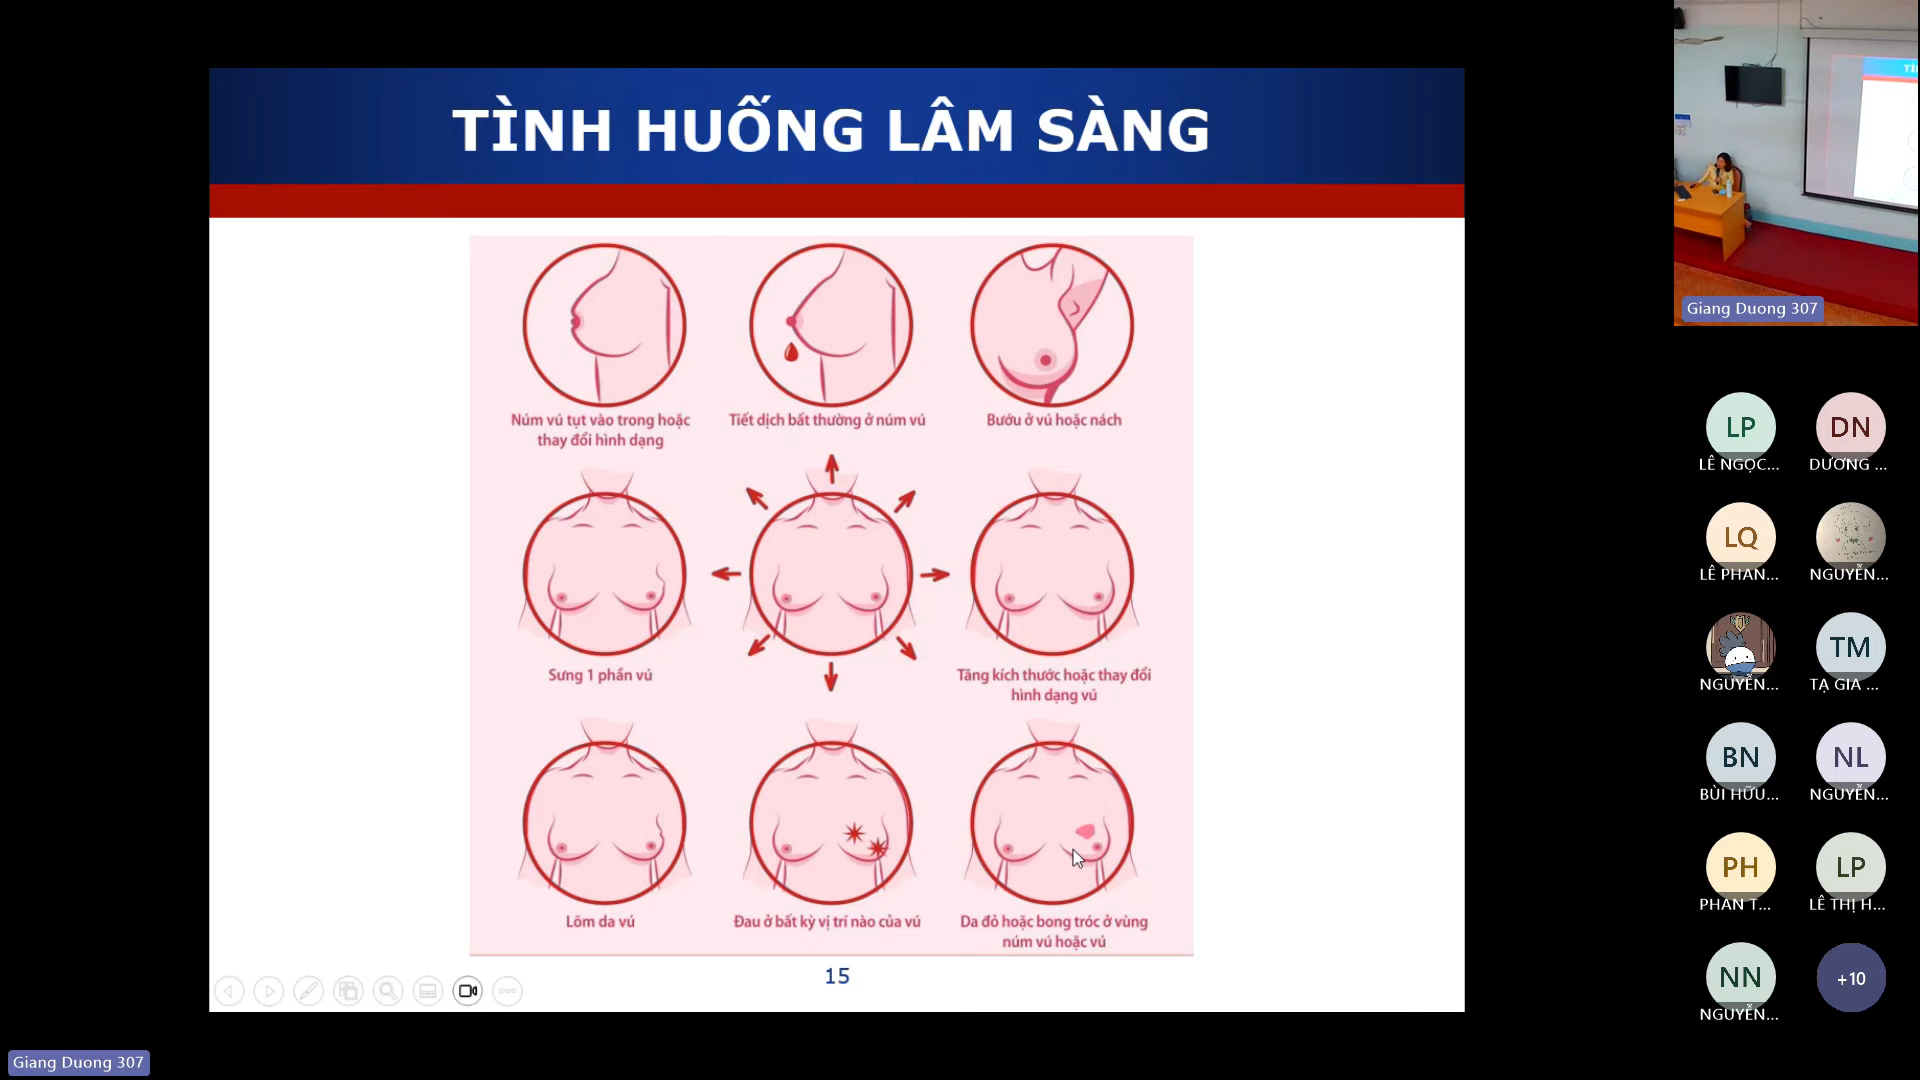 TÌNH HUỐNG LÂM SÀNG
Núm vú tụt vào trong hoặc
thay đổi hình dạng
Tiết dịch bất thường ở núm vú
Bướu ở vú hoặc nách
Sưng 1 phần vú
Tăng kích thước hoặc thay đổi
hình dạng vú
Lõm da vú
Đau ở bất kỳ vị trí nào của vú
Da đỏ hoặc bong tróc ở vùng
núm vú hoặc vú
15
Giang Duong 307
Giang Duong 307
LP
LÊ NGỌC...
DN
DƯƠNG ...
LQ
LÊ PHAN...
NGUYỄN...
NGUYỄN...
TM
TẠ GIA ...
BN
BÙI HỮU...
NL
NGUYỄN...
PH
PHAN T...
LP
LÊ THỊ H...
NN
NGUYỄN...
+10